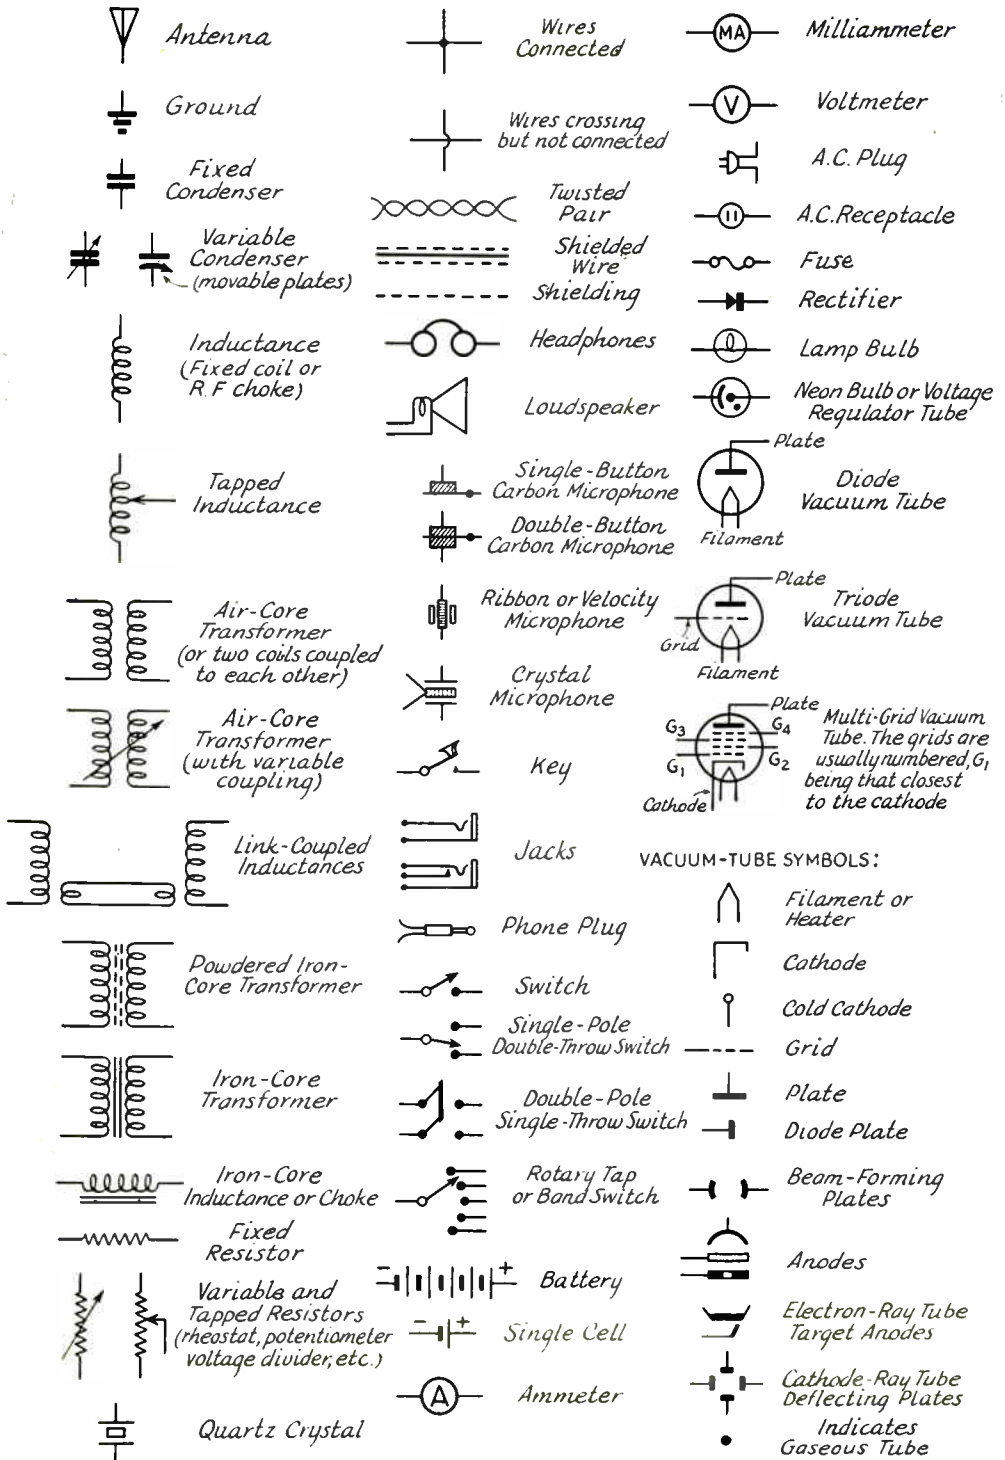 Antenna
Ground
Fixed
Condenser
Variable
Condenser
(movable plates)
Inductance
(Fixed coil or
R.F choke)
Tapped
Inductance
Air-Core
Transformer
(or two coils coupled
to each other)
Air-Core
Transformer
(with variable
coupling)
Link-Coupled
Inductances
Powdered Iron-
Core Transformer
Iron-Core
Transformer
Iron-Core
Inductance or Choke
Fixed
Resistor
Variable and
Tapped Resistors
(rheostat, potentiometer
voltage divider, etc.)
Quartz Crystal
Wires
Connected
Wires crossing
but not connected
Twisted
Pair
Shielded
Wire
Shielding
Headphones
Loudspeaker
Single-Button
Carbon Microphone
Double-Button
Carbon Microphone
Ribbon or Velocity
Microphone
Crystal
Microphone
Key
Jacks
Phone Plug
Switch
Single-Pole
Double-Throw Switch
Double-Pole
Single-Throw Switch
Rotary Tap
or Band Switch
- +
Battery
- +
Single Cell
A
Ammeter
MA
Milliammeter
V
Voltmeter
A.C. Plug
A.C. Receptacle
Fuse
Rectifier
Lamp Bulb
Neon Bulb or Voltage
Regulator Tube
Plate
Diode
Vacuum Tube
Filament
Plate
Triode
Vacuum Tube
Grid
Filament
Plate
G3 G4
G1 G2
Cathode
Multi-Grid Vacuum
Tube. The grids are
usually numbered, G1
being that closest
to the cathode
VACUUM-TUBE SYMBOLS:
Filament or
Heater
Cathode
Cold Cathode
Grid
Plate
Diode Plate
Beam-Forming
Plates
Anodes
Electron-Ray Tube
Target Anodes
Cathode-Ray Tube
Deflecting Plates
Indicates
Gaseous Tube